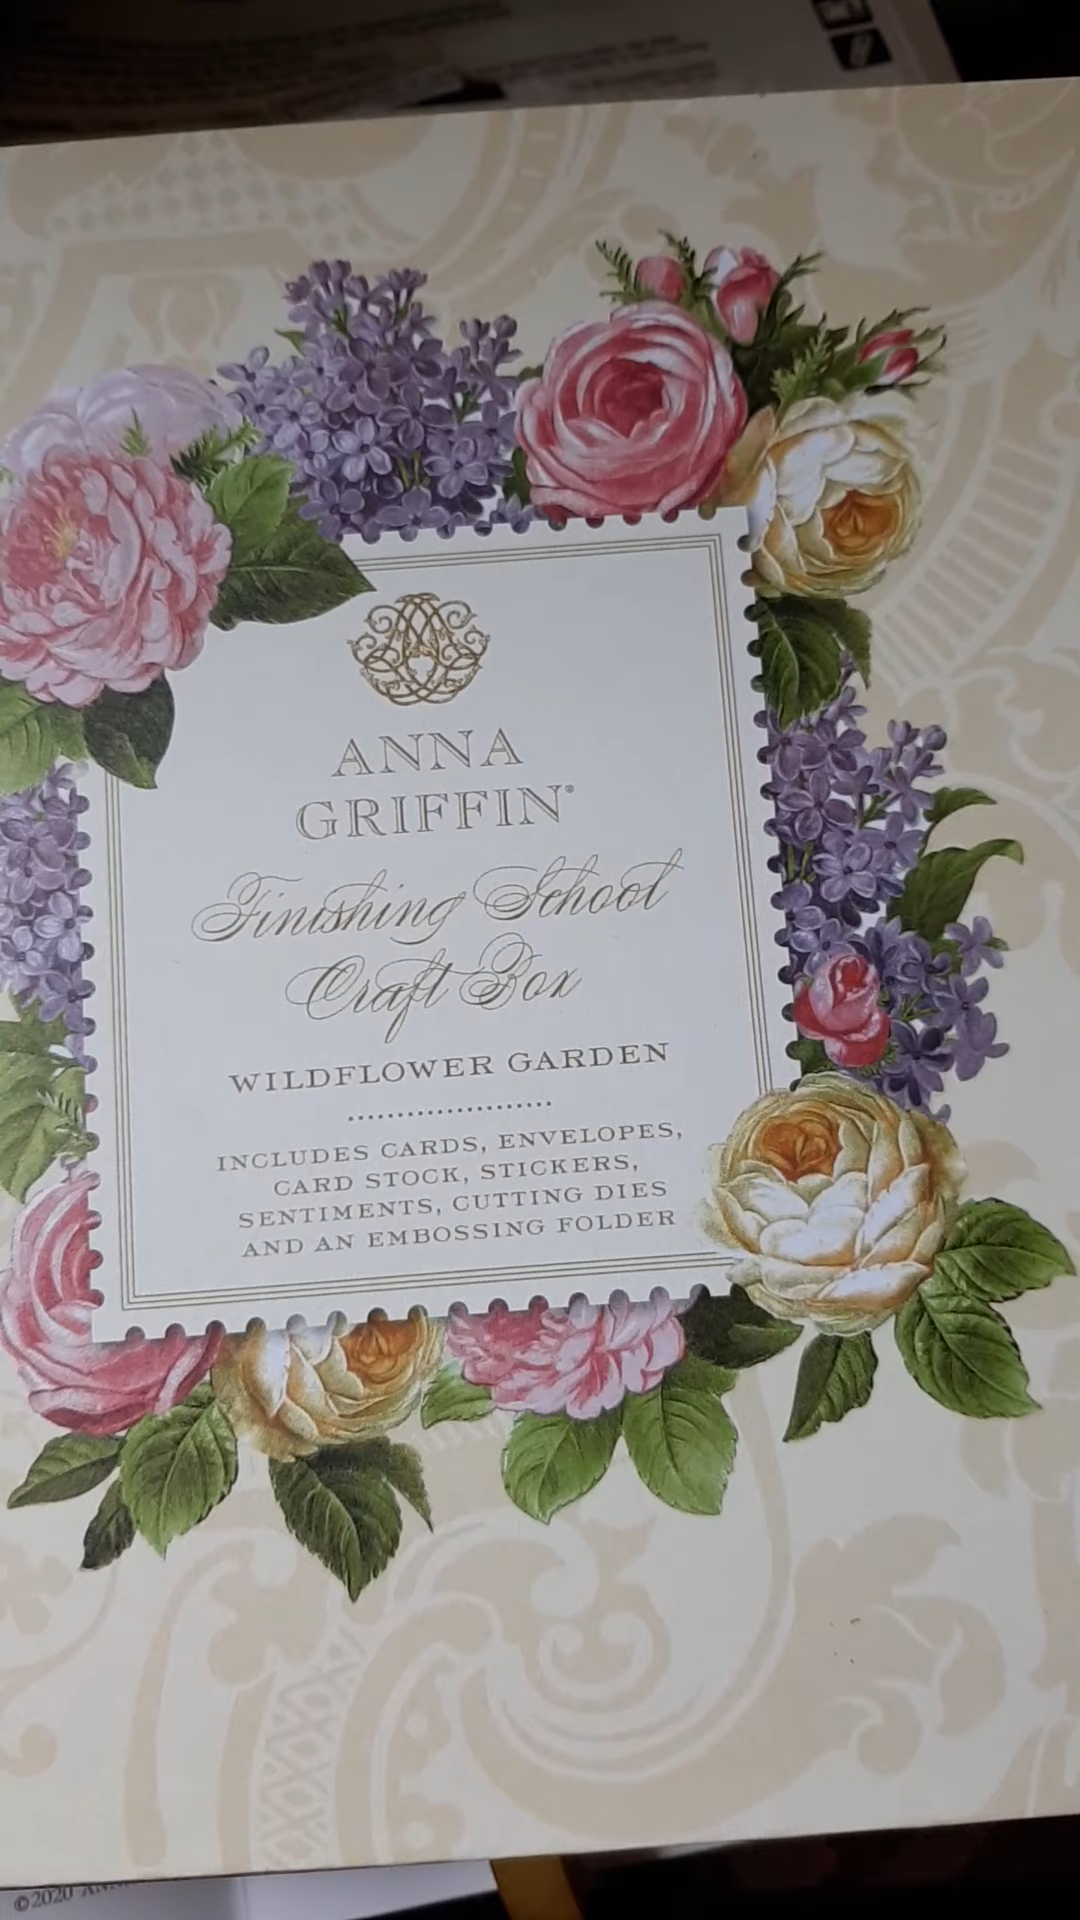 ANNA
GRIFFIN®
Finishing School
Craft Box
WILDFLOWER GARDEN
INCLUDES CARDS, ENVELOPES,
CARD STOCK, STICKERS,
SENTIMENTS, CUTTING DIES
AND AN EMBOSSING FOLDER
©2020